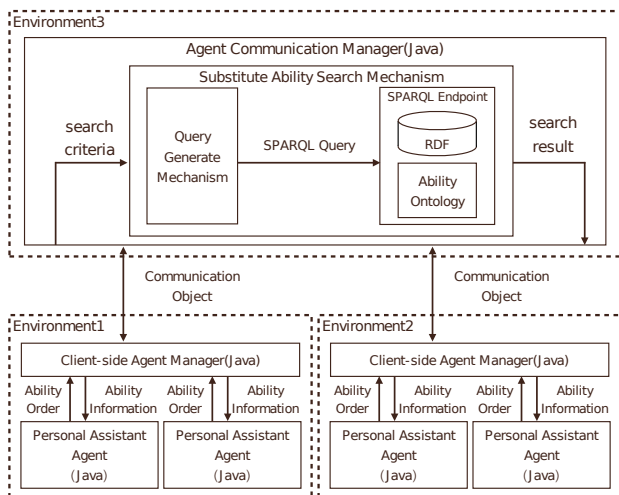 Environment3
Agent Communication Manager(Java)
Substitute Ability Search Mechanism
SPARQL Endpoint
RDF
Ability
Ontology
Query
Generate
Mechanism
SPARQL Query
search
criteria
search
result
Communication
Object
Communication
Object
Environment1
Client-side Agent Manager(Java)
Ability
Order
Ability
Information
Ability
Order
Ability
Information
Personal Assistant
Agent
(Java)
Personal Assistant
Agent
(Java)
Environment2
Client-side Agent Manager(Java)
Ability
Order
Ability
Information
Ability
Order
Ability
Information
Personal Assistant
Agent
(Java)
Personal Assistant
Agent
(Java)